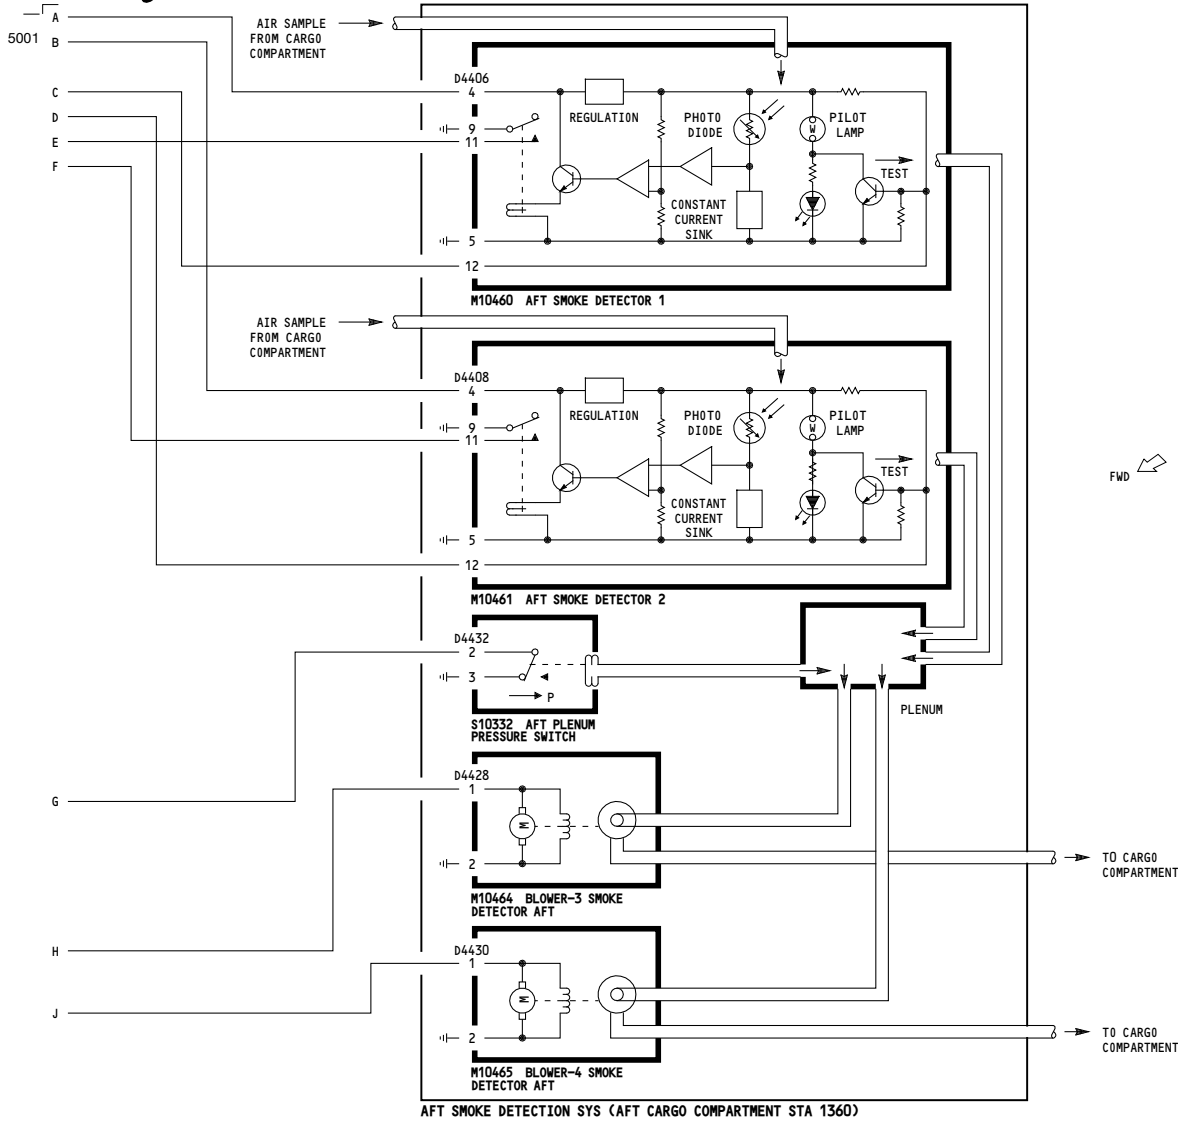 A
5001
B
C
D
E
F
G
H
J
AIR SAMPLE
FROM CARGO
COMPARTMENT
D4406
4
9
11
5
12
REGULATION
PHOTO
DIODE
W
PILOT
LAMP
TEST
CONSTANT
CURRENT
SINK
M10460 AFT SMOKE DETECTOR 1
AIR SAMPLE
FROM CARGO
COMPARTMENT
D4408
4
9
11
5
12
REGULATION
PHOTO
DIODE
W
PILOT
LAMP
TEST
CONSTANT
CURRENT
SINK
M10461 AFT SMOKE DETECTOR 2
FWD
D4432
2
3
P
S10332 AFT PLENUM
PRESSURE SWITCH
PLENUM
D4428
1
M
2
M10464 BLOWER-3 SMOKE
DETECTOR AFT
TO CARGO
COMPARTMENT
D4430
1
M
2
M10465 BLOWER-4 SMOKE
DETECTOR AFT
TO CARGO
COMPARTMENT
AFT SMOKE DETECTION SYS (AFT CARGO COMPARTMENT STA 1360)